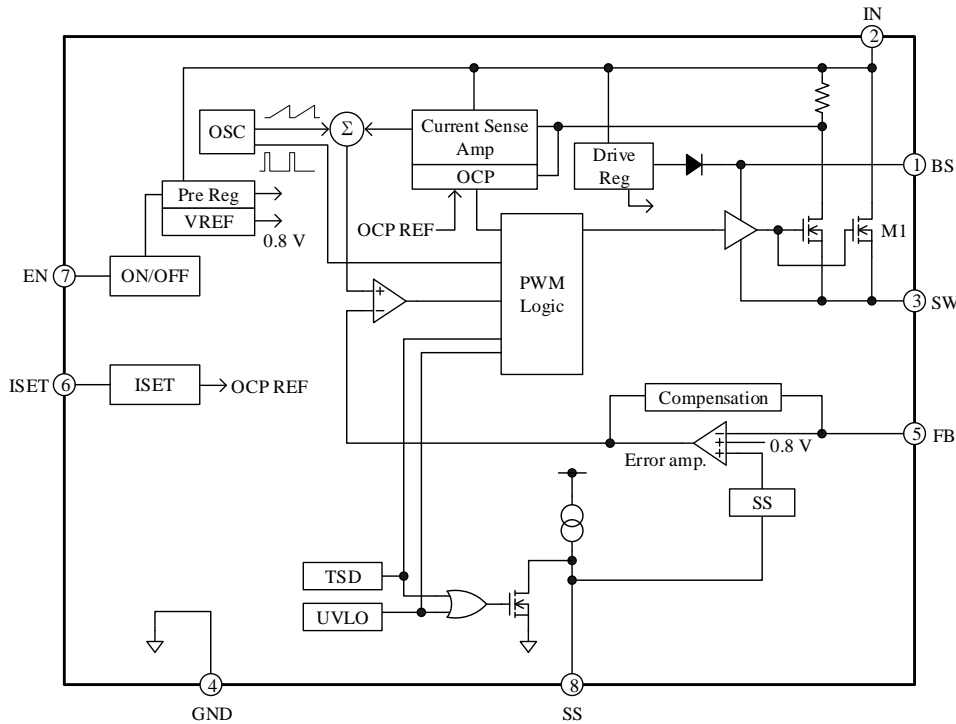 IN
2
OSC
Σ
Current Sense
Amp
OCP
Drive
Reg
1
BS
Pre Reg
VREF
0.8 V
OCP REF
M1
EN
7
ON/OFF
PWM
Logic
+
−
3
SW
ISET
6
ISET
OCP REF
Compensation
5
FB
−
+
+
0.8 V
Error amp.
SS
TSD
UVLO
4
GND
8
SS